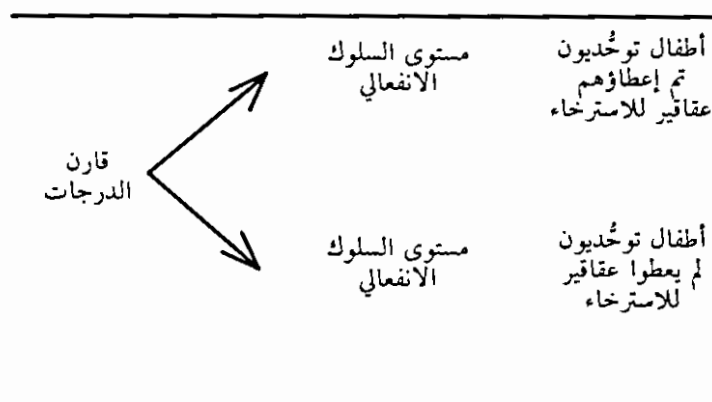 أطفال توحُّديون
تم إعطاؤهم
عقاقير للاسترخاء
مستوى السلوك
الانفعالي
قارن
الدرجات
أطفال توحُّديون
لم يعطوا عقاقير
للاسترخاء
مستوى السلوك
الانفعالي